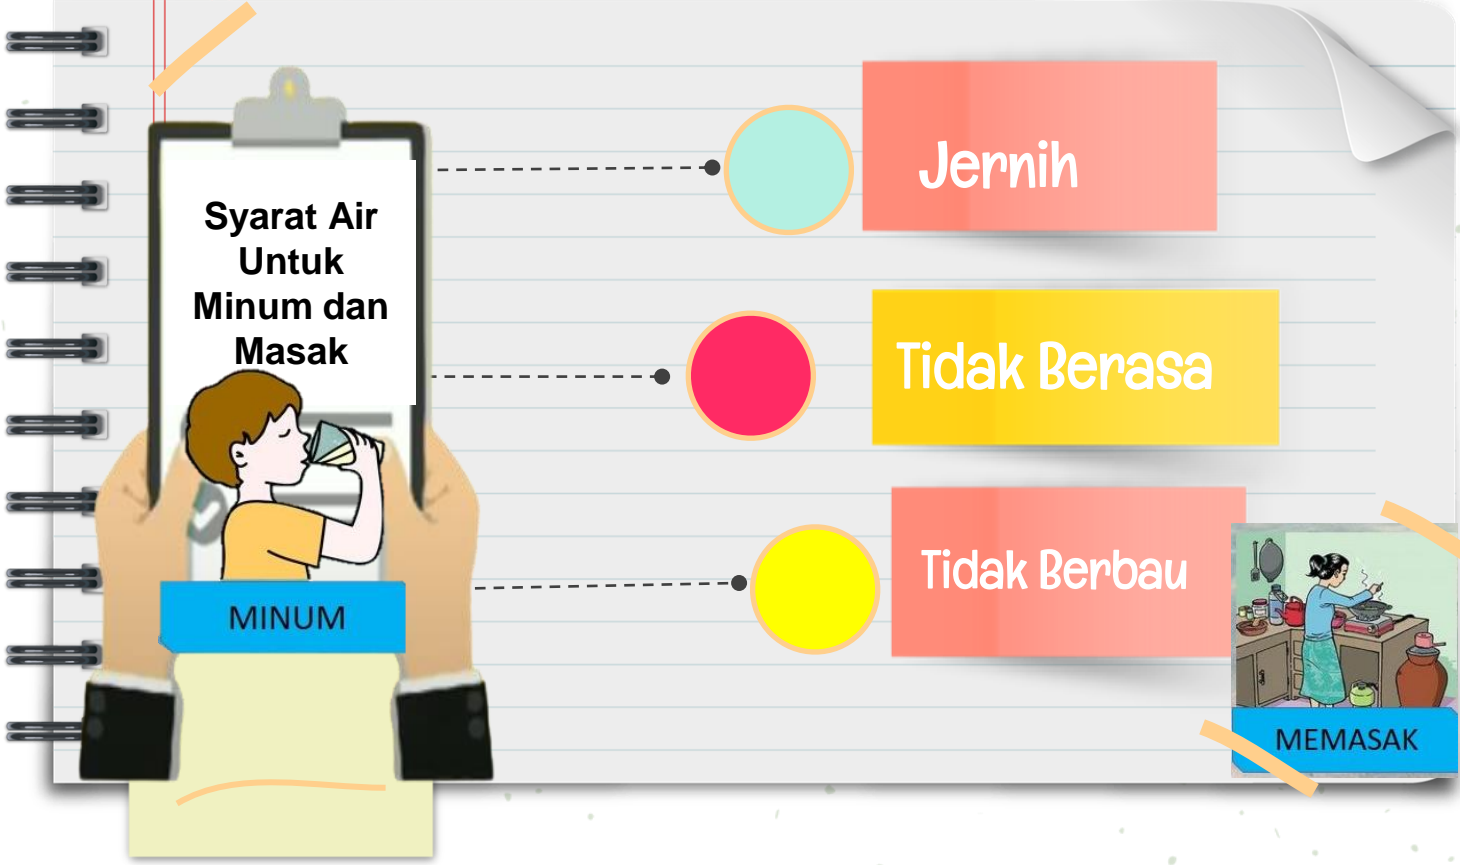 Syarat Air
Untuk
Minum dan
Masak
MINUM
Jernih
Tidak Berasa
Tidak Berbau
MEMASAK